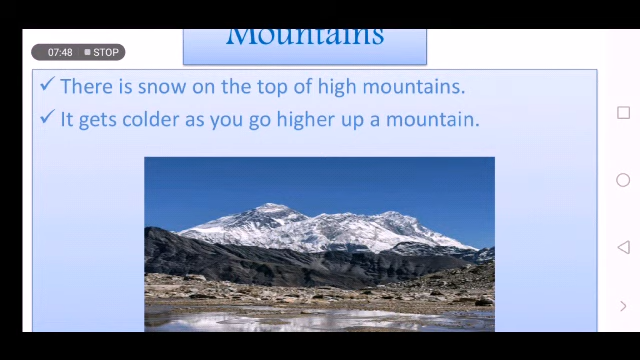 Mountains
07:48 STOP
✓ There is snow on the top of high mountains.
✓ It gets colder as you go higher up a mountain.